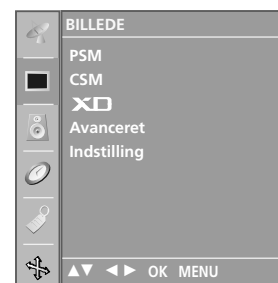 BILLEDE
PSM
CSM
XD
Avanceret
Indstilling
▲▼ ◄► OK MENU